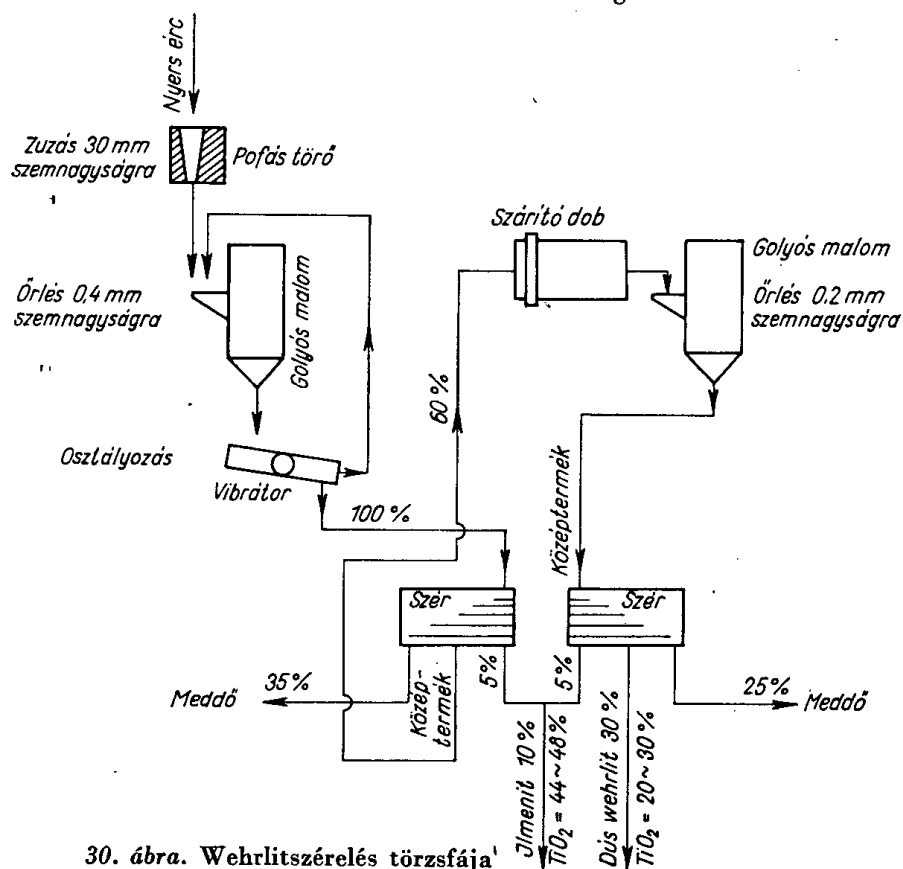 Nyers érc
Zuzás 30 mm
szemnagyságra
Pofás törő
Őrlés 0,4 mm
szemnagyságra
Golyós malom
Osztályozás
Vibrátor
100 %
60 %
Szárító dob
Golyós malom
Őrlés 0.2 mm
szemnagyságra
Középtermék
Szér
Szér
Meddő
35 %
Közép-
termék
5 %
5 %
25 %
Meddő
Ilmenit 10 %
TiO₂ = 44~48 %
Dús wehrlit 30 %
TiO₂ = 20~30 %
30. ábra. Wehrlitszérelés törzsfája